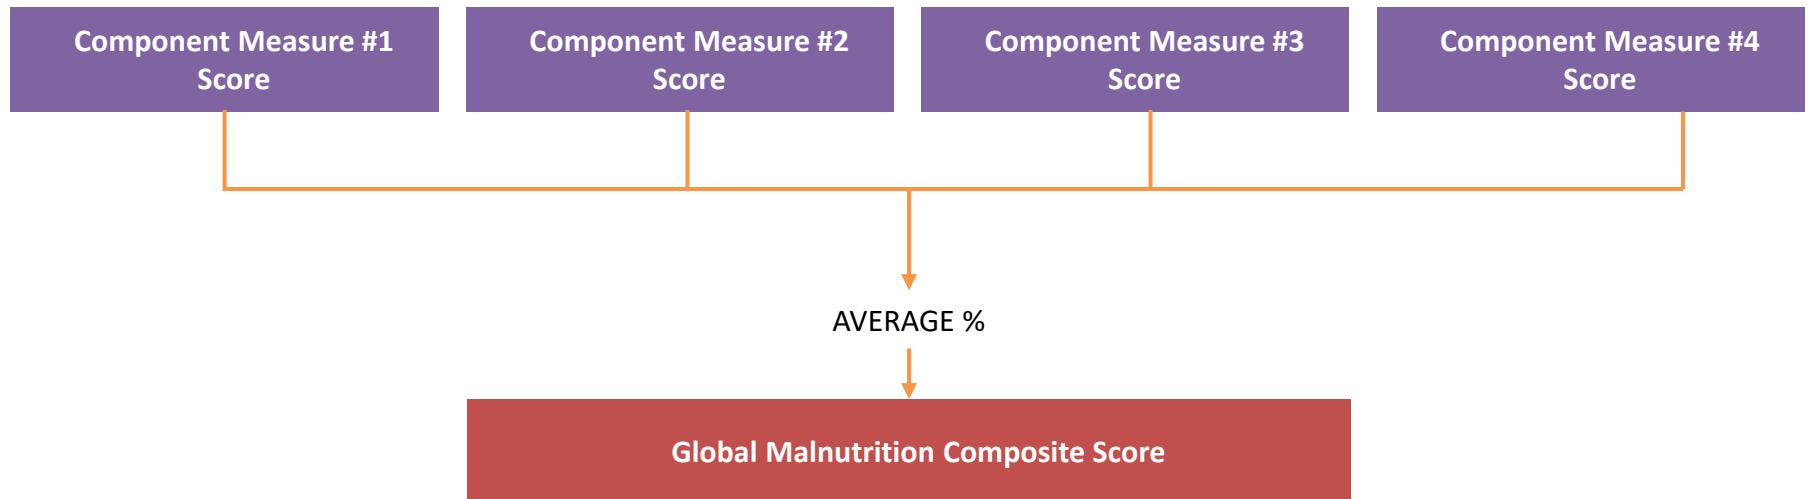 Component Measure #1
Score
Component Measure #2
Score
Component Measure #3
Score
Component Measure #4
Score
AVERAGE %
Global Malnutrition Composite Score